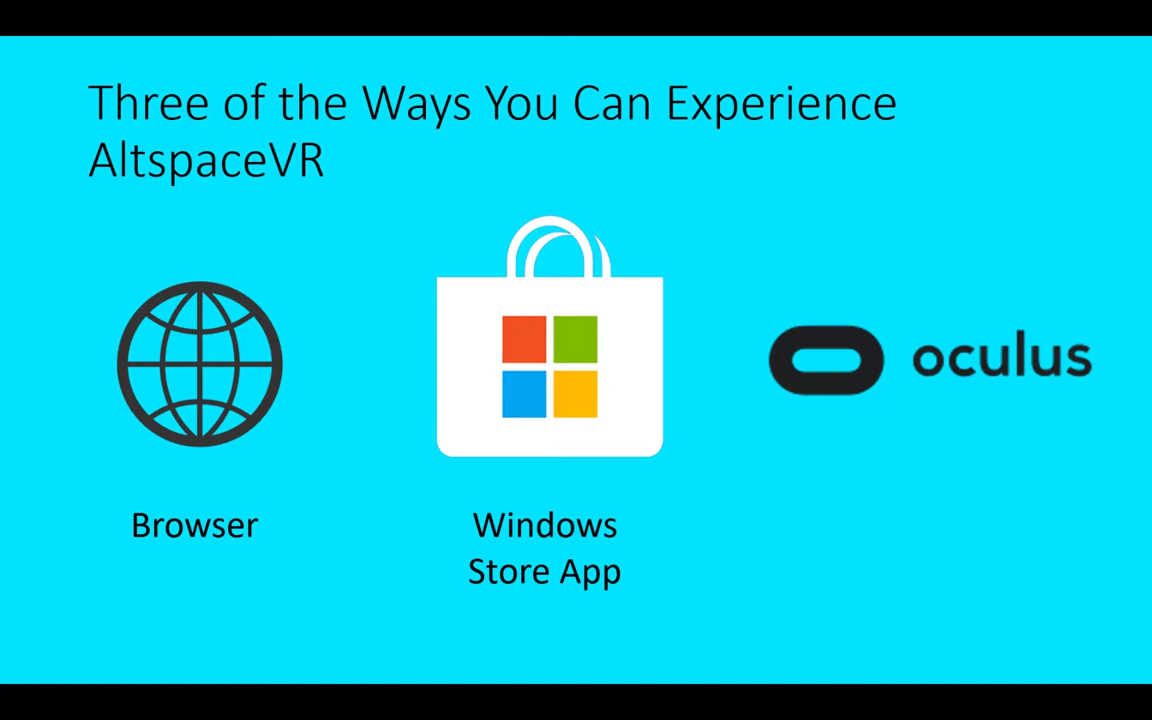 Three of the Ways You Can Experience
AltspaceVR
oculus
Browser
Windows
Store App